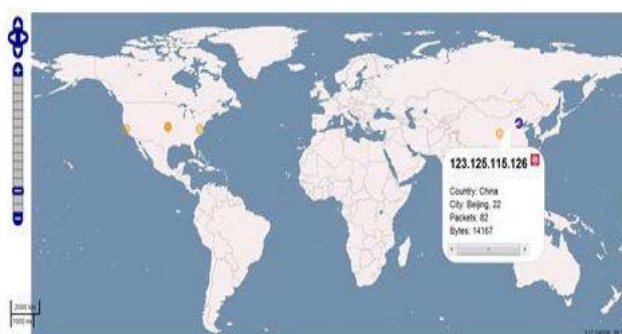 123.125.115.126
Country: China
City: Beijing, 22
Packets: 82
Bytes: 14167
2000 km
1000 mi